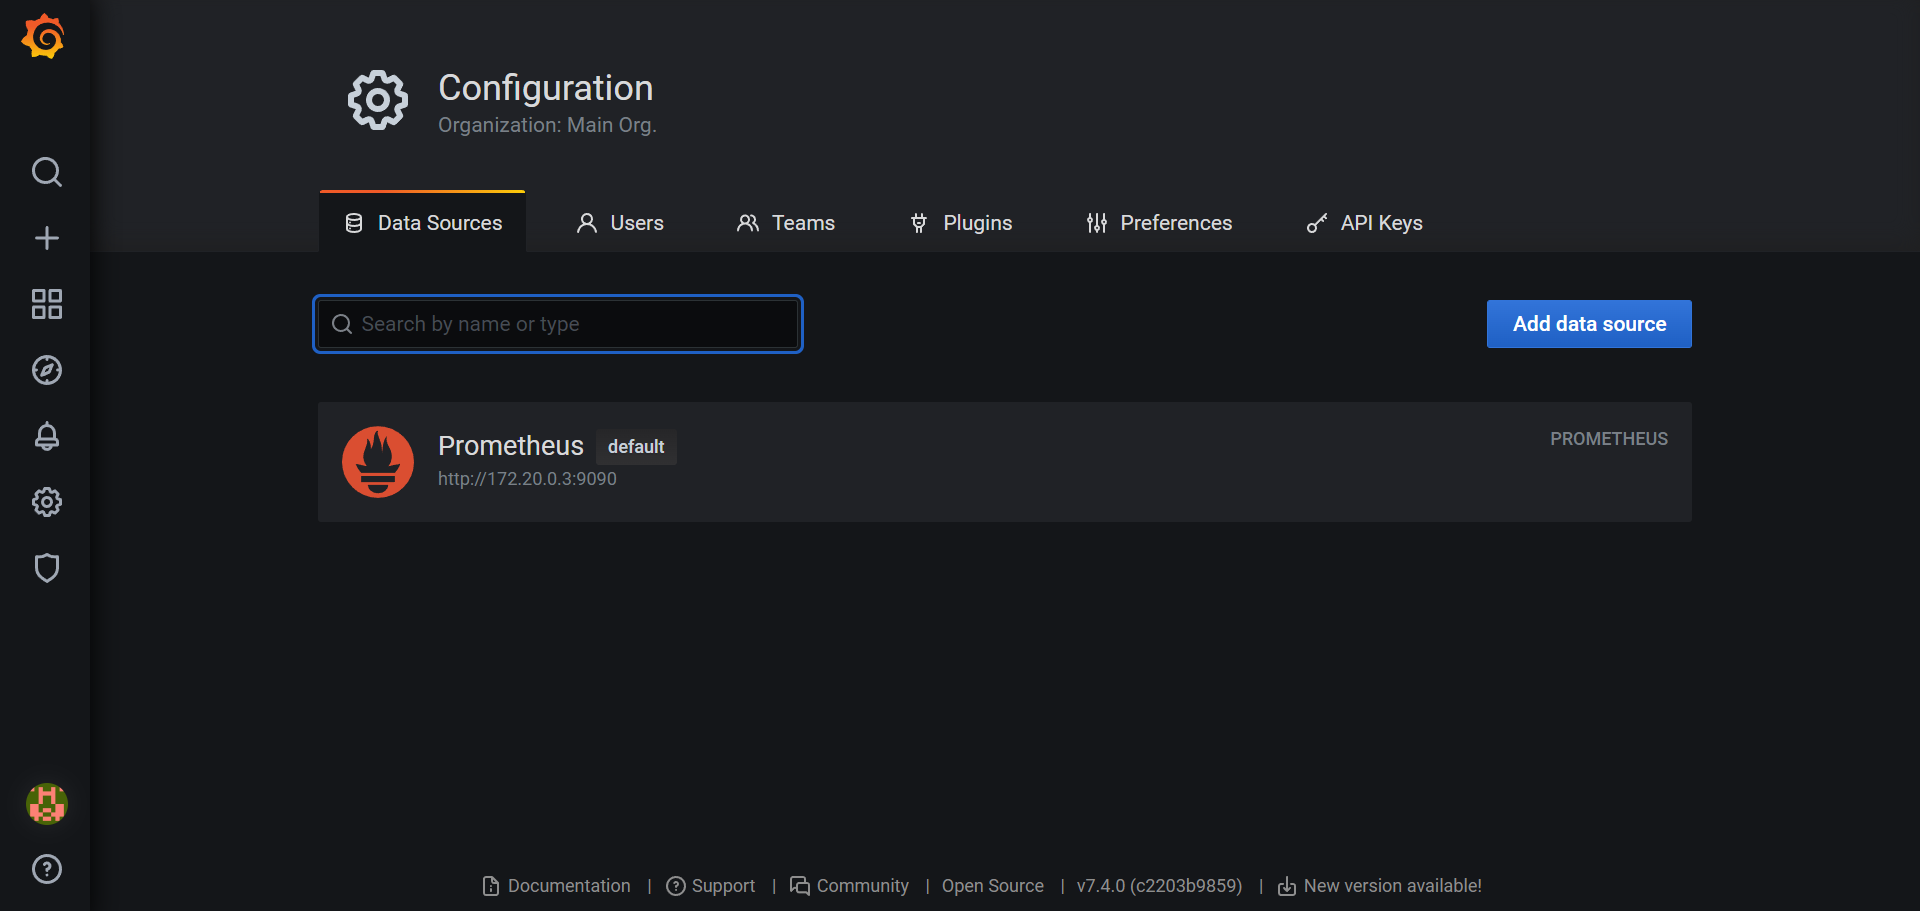 Configuration
Organization: Main Org.
Data Sources Users Teams Plugins Preferences API Keys
Search by name or type
Add data source
Prometheus default
PROMETHEUS
http://172.20.0.3:9090
Documentation | Support | Community | Open Source | v7.4.0 (c2203b9859) | New version available!